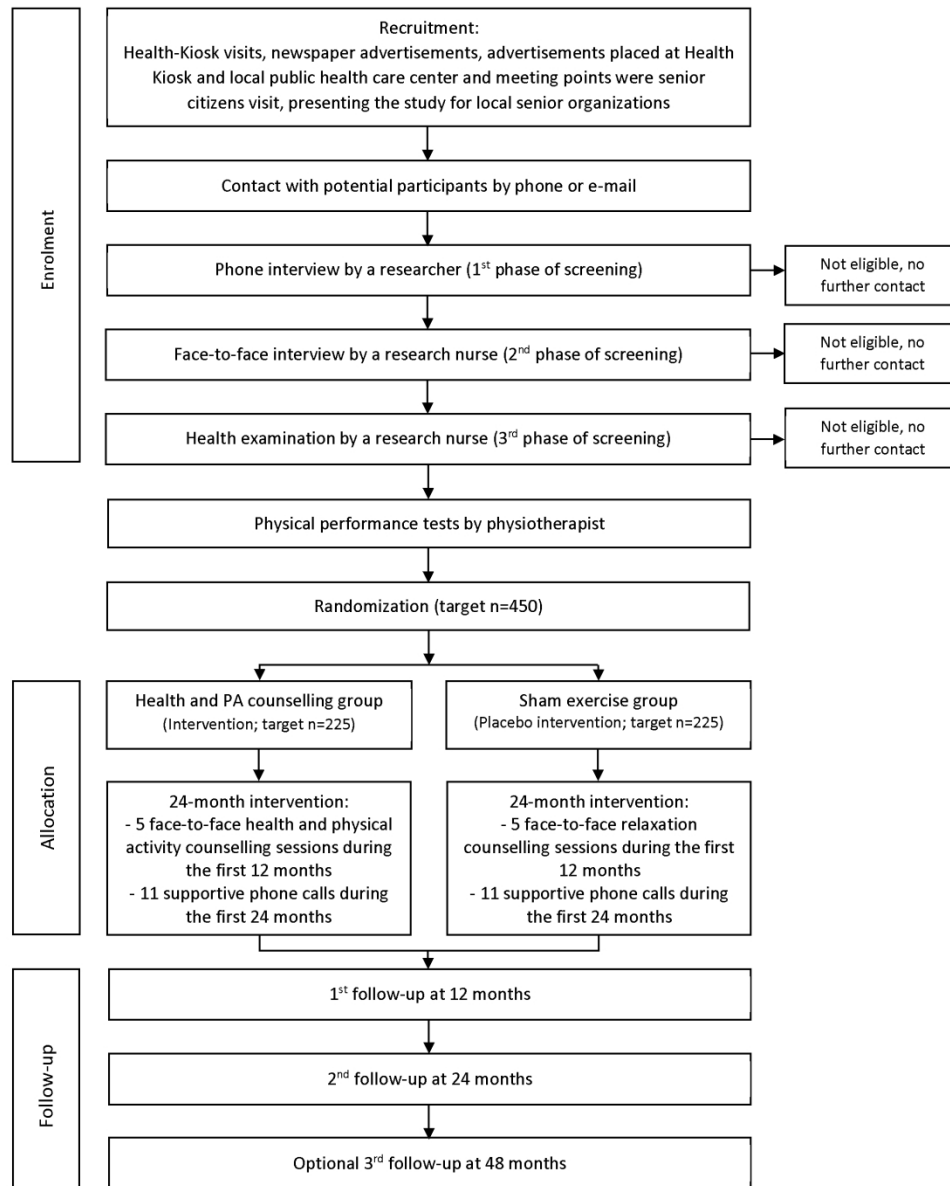 Recruitment:
Health-Kiosk visits, newspaper advertisements, advertisements placed at Health
Kiosk and local public health care center and meeting points were senior
citizens visit, presenting the study for local senior organizations
Enrolment
Contact with potential participants by phone or e-mail
Phone interview by a researcher (1st phase of screening)
Not eligible, no
further contact
Face-to-face interview by a research nurse (2nd phase of screening)
Not eligible, no
further contact
Health examination by a research nurse (3rd phase of screening)
Not eligible, no
further contact
Physical performance tests by physiotherapist
Randomization (target n=450)
Allocation
Health and PA counselling group
(Intervention; target n=225)
Sham exercise group
(Placebo intervention; target n=225)
24-month intervention:
- 5 face-to-face health and physical
activity counselling sessions during
the first 12 months
- 11 supportive phone calls during
the first 24 months
24-month intervention:
- 5 face-to-face relaxation
counselling sessions during the first
12 months
- 11 supportive phone calls during
the first 24 months
Follow-up
1st follow-up at 12 months
2nd follow-up at 24 months
Optional 3rd follow-up at 48 months